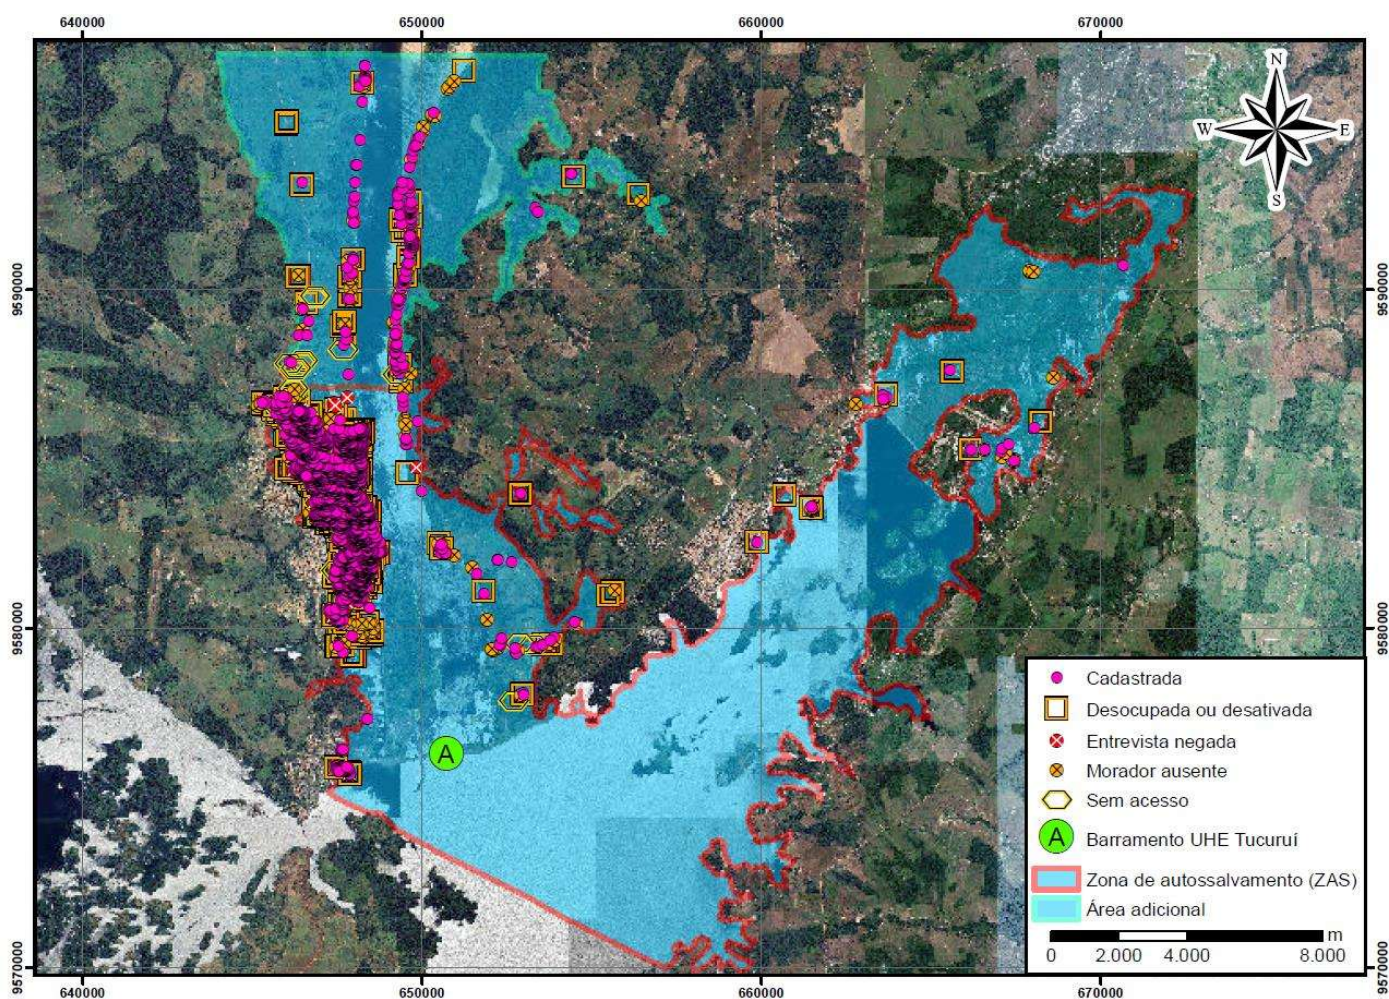 640000 650000 660000 670000
N
W E
S
9590000 9590000
9580000 9580000
Cadastrada
Desocupada ou desativada
Entrevista negada
Morador ausente
Sem acesso
A
A Barramento UHE Tucuruí
Zona de autossalvamento (ZAS)
Área adicional
m
0 2.000 4.000 8.000
9570000 9570000
640000 650000 660000 670000